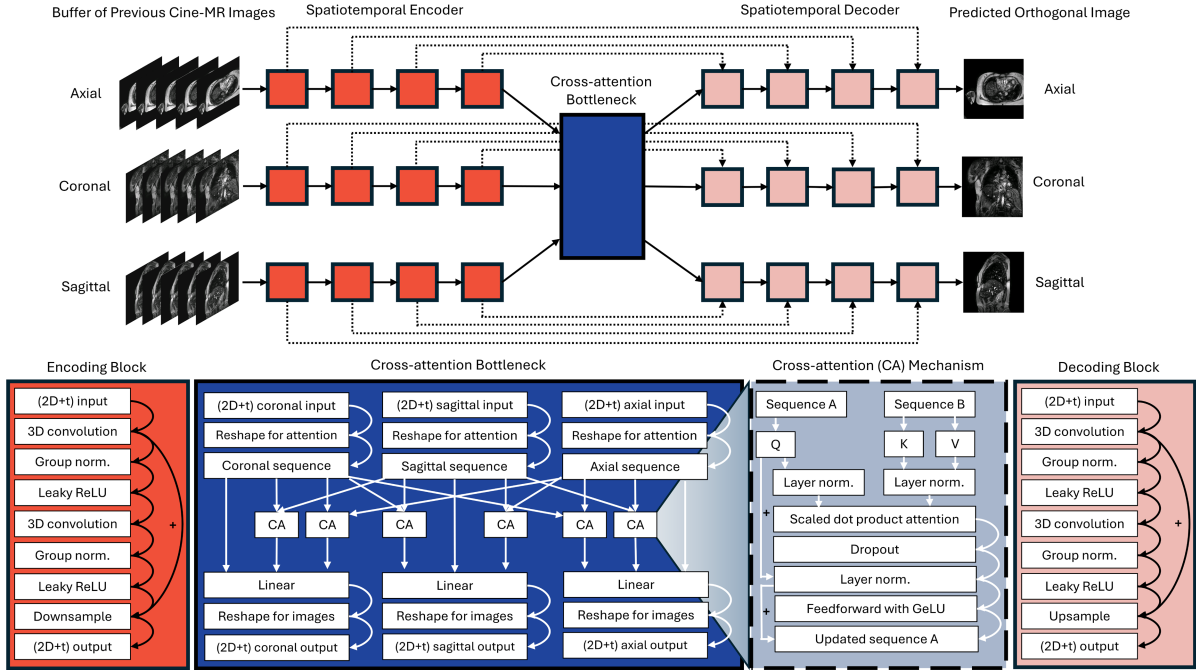 Buffer of Previous Cine-MR Images
Spatiotemporal Encoder
Spatiotemporal Decoder
Predicted Orthogonal Image
Axial
Cross-attention
Bottleneck
Axial
Coronal
Coronal
Sagittal
Sagittal
Encoding Block
(2D+t) input
3D convolution
Group norm.
Leaky ReLU
3D convolution
Group norm.
Leaky ReLU
Downsample
(2D+t) output
+
Cross-attention Bottleneck
(2D+t) coronal input
(2D+t) sagittal input
(2D+t) axial input
Reshape for attention
Reshape for attention
Reshape for attention
Coronal sequence
Sagittal sequence
Axial sequence
CA
CA
CA
CA
CA
CA
Linear
Linear
Linear
Reshape for images
Reshape for images
Reshape for images
(2D+t) coronal output
(2D+t) sagittal output
(2D+t) axial output
Cross-attention (CA) Mechanism
Sequence A
Sequence B
Q
K
V
Layer norm.
Layer norm.
+
Scaled dot product attention
Dropout
Layer norm.
+
Feedforward with GeLU
Updated sequence A
Decoding Block
(2D+t) input
3D convolution
Group norm.
Leaky ReLU
3D convolution
Group norm.
Leaky ReLU
Upsample
(2D+t) output
+